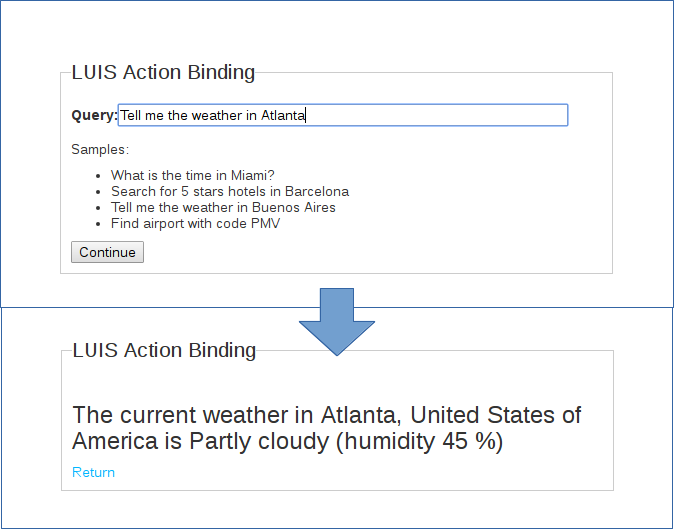 LUIS Action Binding
Query: Tell me the weather in Atlanta
Samples:
• What is the time in Miami?
• Search for 5 stars hotels in Barcelona
• Tell me the weather in Buenos Aires
• Find airport with code PMV
Continue
LUIS Action Binding
The current weather in Atlanta, United States of
America is Partly cloudy (humidity 45 %)
Return